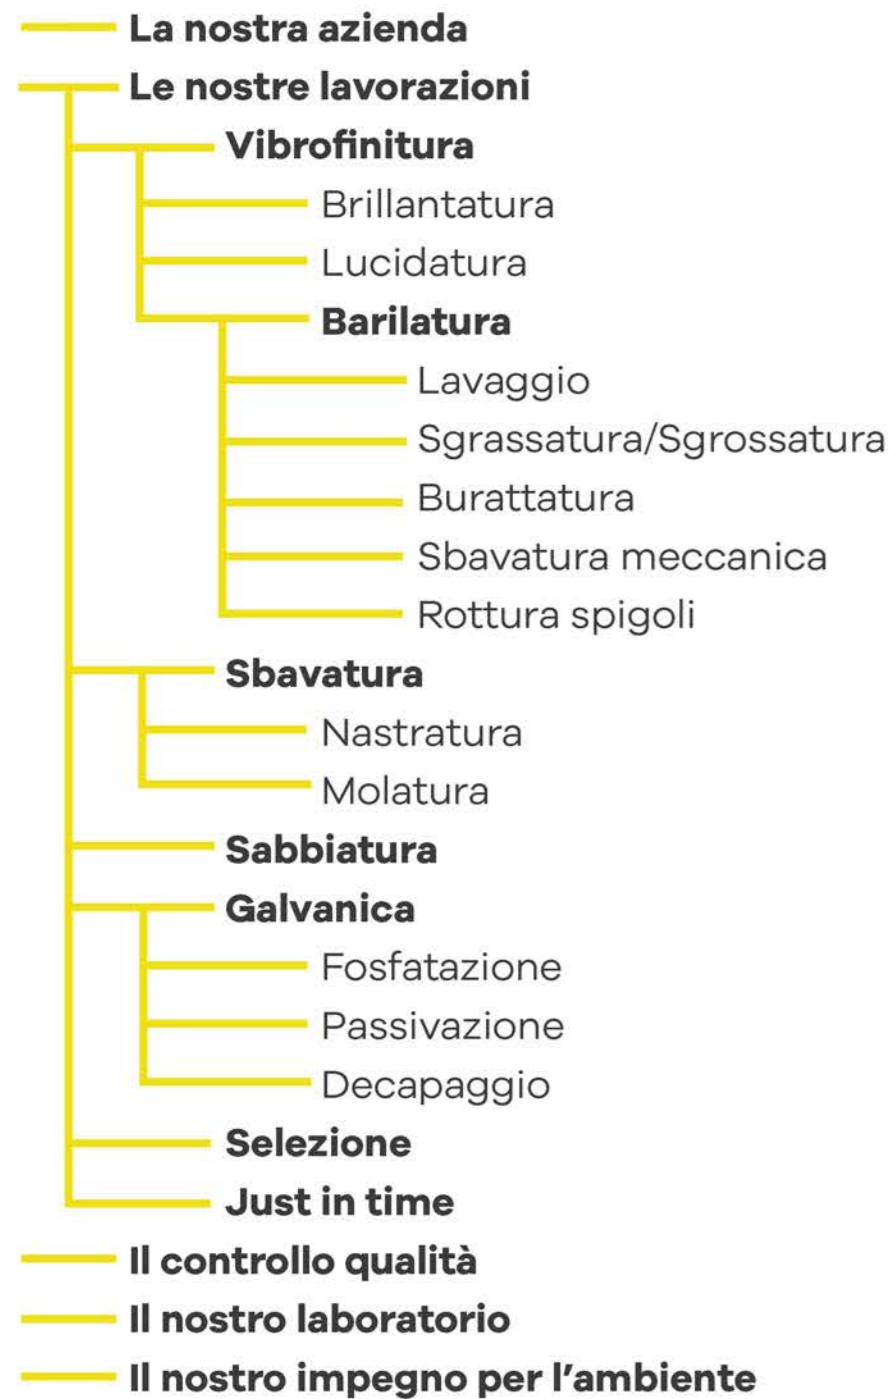 La nostra azienda
Le nostre lavorazioni
Vibrofinitura
Brillantatura
Lucidatura
Barilatura
Lavaggio
Sgrassatura/Sgrossatura
Burattatura
Sbavatura meccanica
Rottura spigoli
Sbavatura
Nastratura
Molatura
Sabbiatura
Galvanica
Fosfatazione
Passivazione
Decapaggio
Selezione
Just in time
Il controllo qualità
Il nostro laboratorio
Il nostro impegno per l’ambiente